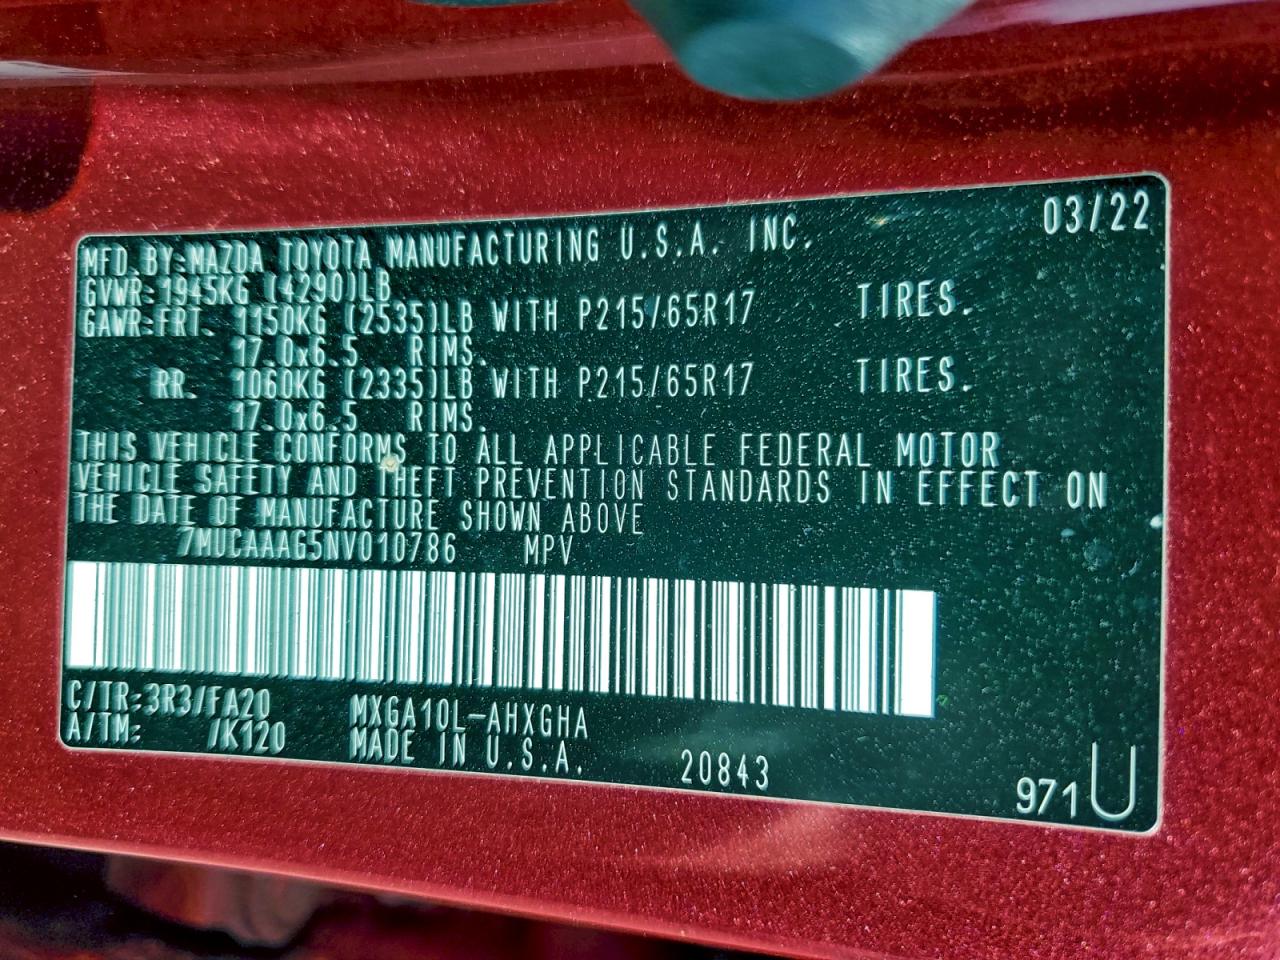 03/22
MFD. BY: MAZDA TOYOTA MANUFACTURING U.S.A. INC.
GVWR: 1945KG (4290)LB
GAWR: FRT. 1150KG (2535)LB WITH P215/65R17 TIRES.
17.0x6.5 RIMS.
RR. 1060KG (2335)LB WITH P215/65R17 TIRES.
17.0x6.5 RIMS.
THIS VEHICLE CONFORMS TO ALL APPLICABLE FEDERAL MOTOR
VEHICLE SAFETY AND THEFT PREVENTION STANDARDS IN EFFECT ON
THE DATE OF MANUFACTURE SHOWN ABOVE
7MUCAAAG5NV010786 MPV
C/TR: 3R3/FA20 MXGA10L-AHXGHA
A/TM: /K120 MADE IN U.S.A. 20843
971U